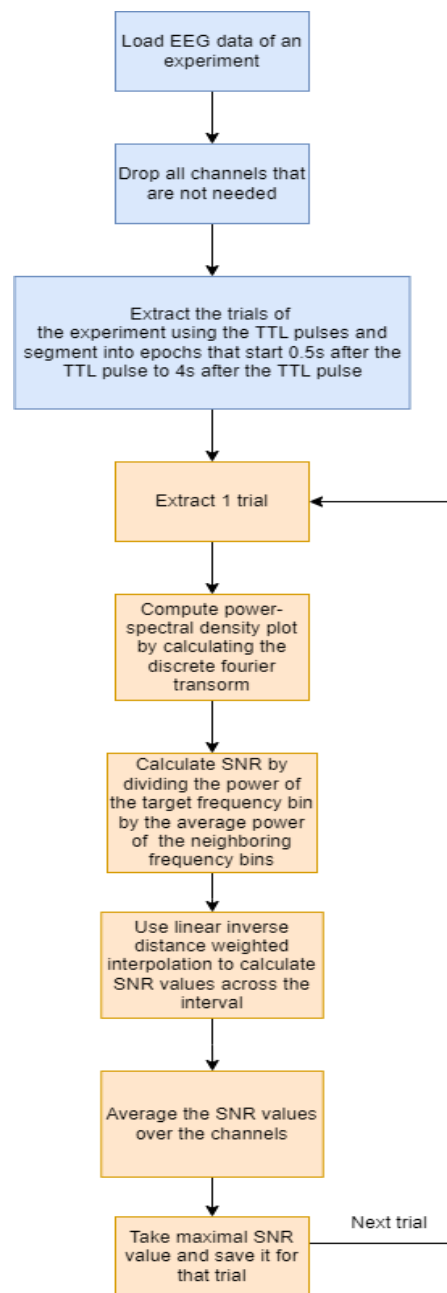 Load EEG data of an
experiment
Drop all channels that
are not needed
Extract the trials of
the experiment using the TTL pulses and
segment into epochs that start 0.5s after the
TTL pulse to 4s after the TTL pulse
Extract 1 trial
Compute power-
spectral density plot
by calculating the
discrete fourier
transorm
Calculate SNR by
dividing the power of
the target frequency bin
by the average power
of the neighboring
frequency bins
Use linear inverse
distance weighted
interpolation to calculate
SNR values across the
interval
Average the SNR values
over the channels
Next trial
Take maximal SNR
value and save it for
that trial